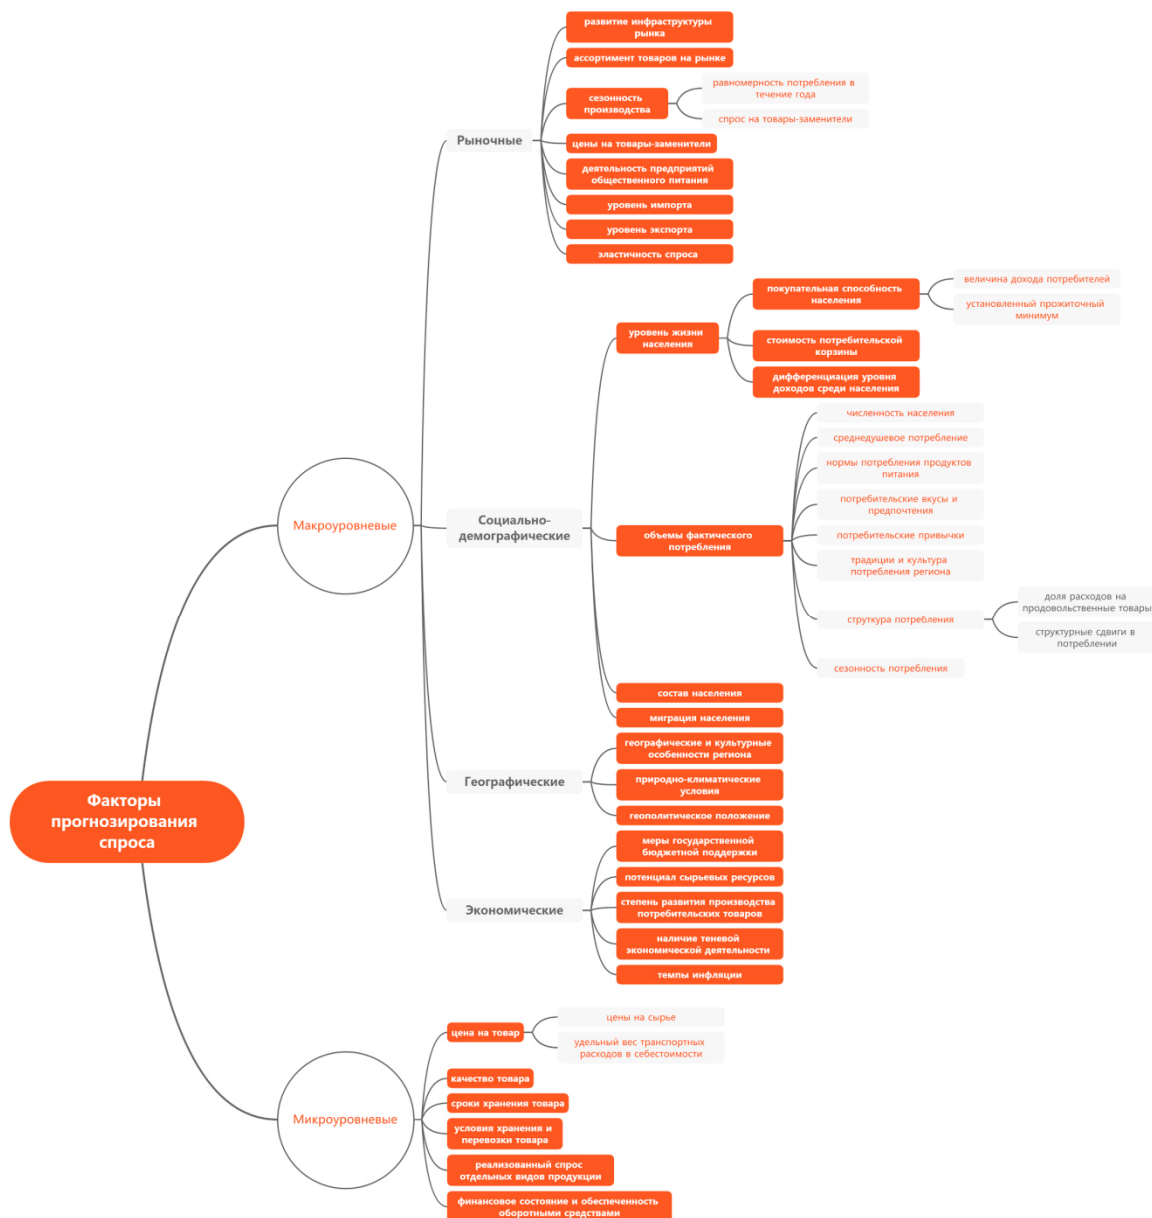 Факторы
прогнозирования
спроса
Макроуровневые
Рыночные
развитие инфраструктуры
рынка
ассортимент товаров на рынке
сезонность
производства
равномерность потребления в
течение года
спрос на товары-заменители
цены на товары-заменители
деятельность предприятий
общественного питания
уровень импорта
уровень экспорта
эластичность спроса
Социально-
демографические
уровень жизни
населения
покупательная способность
населения
величина дохода потребителей
установленный прожиточный
минимум
стоимость потребительской
корзины
дифференциация уровня
доходов среди населения
объемы фактического
потребления
численность населения
среднедушевое потребление
нормы потребления продуктов
питания
потребительские вкусы и
предпочтения
потребительские привычки
традиции и культура
потребления региона
струткура потребления
доля расходов на
продовольственные товары
структурные сдвиги в
потреблении
сезонность потребления
состав населения
миграция населения
Географические
географические и культурные
особенности региона
природно-климатические
условия
геополитическое положение
Экономические
меры государственной
бюджетной поддержки
потенциал сырьевых ресурсов
степень развития производства
потребительских товаров
наличие теневой
экономической деятельности
темпы инфляции
Микроуровневые
цена на товар
цены на сырье
удельный вес транспортных
расходов в себестоимости
качество товара
сроки хранения товара
условия хранения и
перевозки товара
реализованный спрос
отдельных видов продукции
финансовое состояние и обеспеченность
оборотными средствами